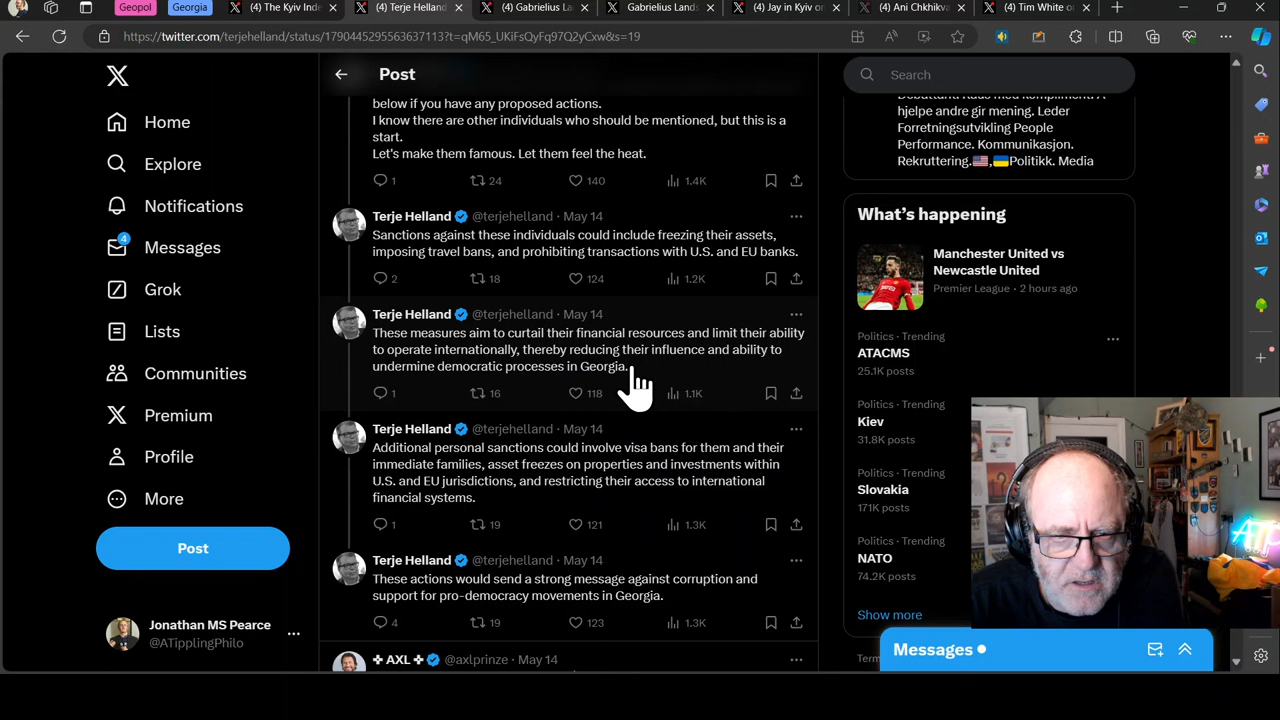 Geopol
Georgia
(4) The Kyiv Inde
(4) Terje Helland
(4) Gabrielius La
Gabrielius Lands
(4) Jay in Kyiv o
(4) Ani Chkhikva
(4) Tim White o
https://twitter.com/terjehelland/status/1790445295563637113?t=qM65_UKiFsQyFq97Q2yCxw&s=19
Home
Explore
Notifications
4
Messages
Grok
Lists
Communities
Premium
Profile
More
Post
Jonathan MS Pearce
@ATipplingPhilo
Post
below if you have any proposed actions.
I know there are other individuals who should be mentioned, but this is a
start.
Let's make them famous. Let them feel the heat.
1 24 140 1.4K
Terje Helland @terjehelland · May 14
Sanctions against these individuals could include freezing their assets,
imposing travel bans, and prohibiting transactions with U.S. and EU banks.
2 18 124 1.2K
Terje Helland @terjehelland · May 14
These measures aim to curtail their financial resources and limit their ability
to operate internationally, thereby reducing their influence and ability to
undermine democratic processes in Georgia.
1 16 118 1.1K
Terje Helland @terjehelland · May 14
Additional personal sanctions could involve visa bans for them and their
immediate families, asset freezes on properties and investments within
U.S. and EU jurisdictions, and restricting their access to international
financial systems.
1 19 121 1.3K
Terje Helland @terjehelland · May 14
These actions would send a strong message against corruption and
support for pro-democracy movements in Georgia.
4 19 123 1.3K
AXL @axlprinze · May 14
Search
Debattant. Raus med kompliment. Å
hjelpe andre gir mening. Leder
Forretningsutvikling People
Performance. Kommunikasjon.
Rekruttering. Politikk. Media
What's happening
Manchester United vs
Newcastle United
Premier League · 2 hours ago
Politics · Trending
ATACMS
25.1K posts
Politics · Trending
Kiev
31.8K posts
Politics · Trending
Slovakia
171K posts
Politics · Trending
NATO
74.2K posts
Show more
Messages